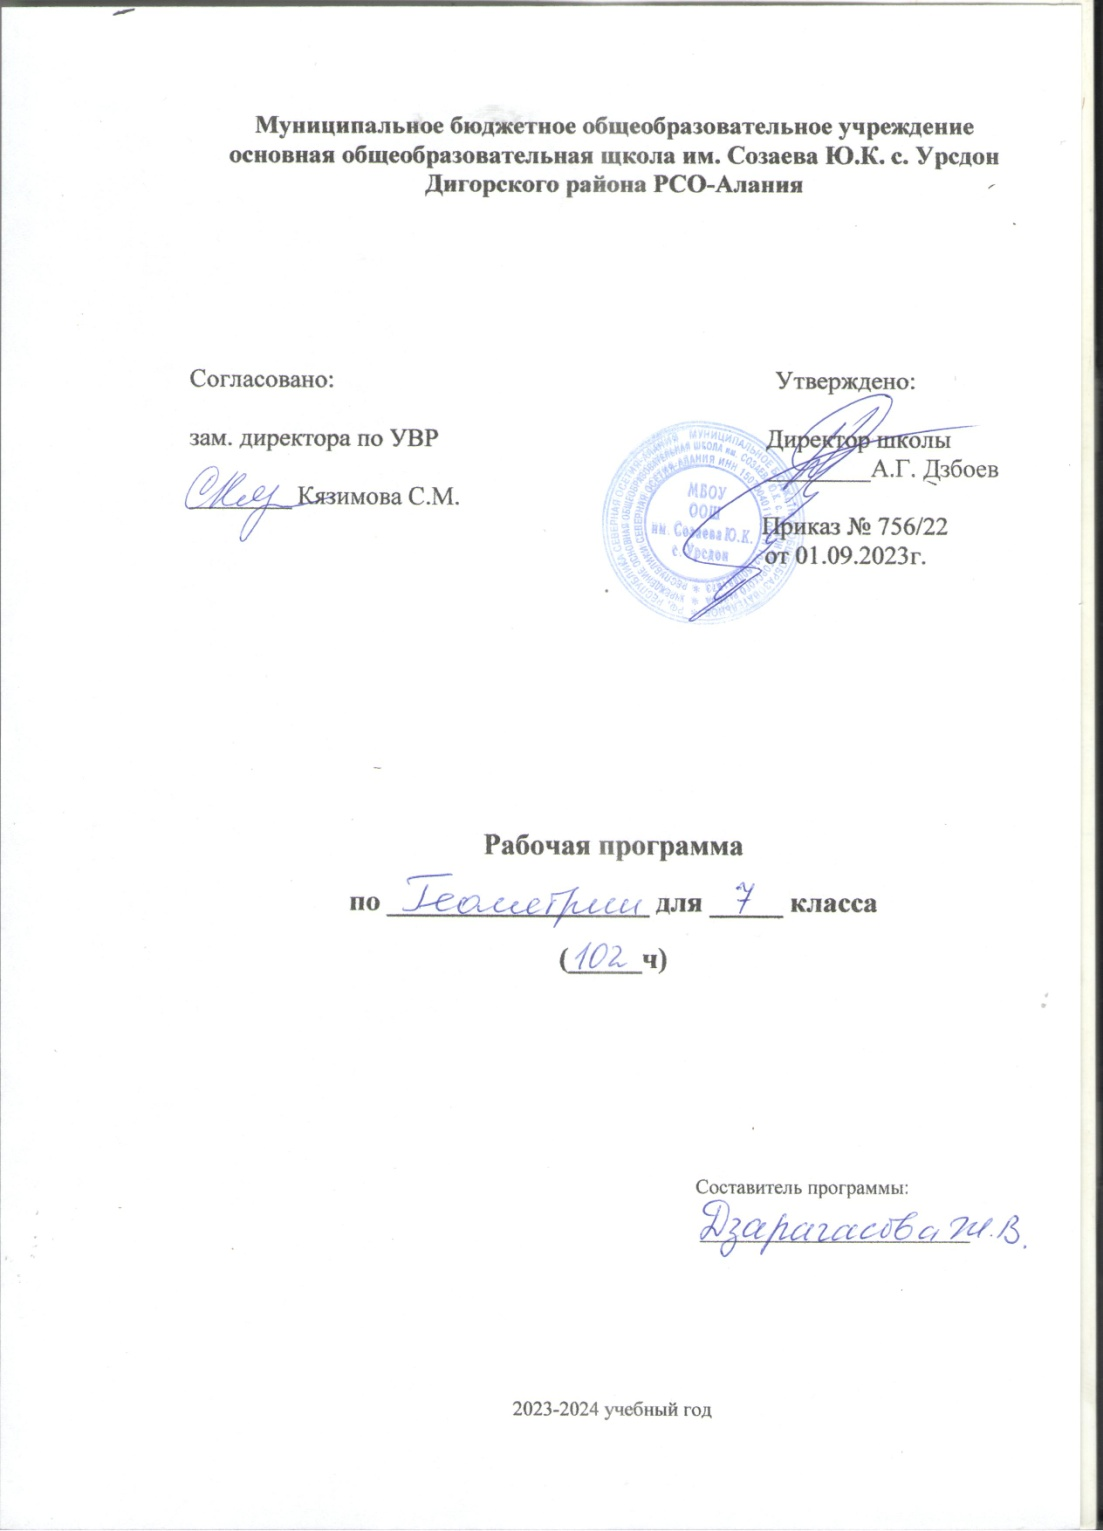 Муниципальное бюджетное общеобразовательное учреждение
основная общеобразовательная щкола им. Созаева Ю.К. с. Урсдон
Дигорского района РСО-Алания
Согласовано:
Утверждено:
зам. директора по УВР
Директор школы
А.Г. Дзбоев
Кязимова С.М.
Приказ № 756/22
от 01.09.2023г.
МБОУ
ООШ
им. Созаева Ю.К.
с. Урсдон
Рабочая программа
по Геометрии для 7 класса
(102 ч)
Составитель программы:
Дзарагасова Ж.В.
2023-2024 учебный год